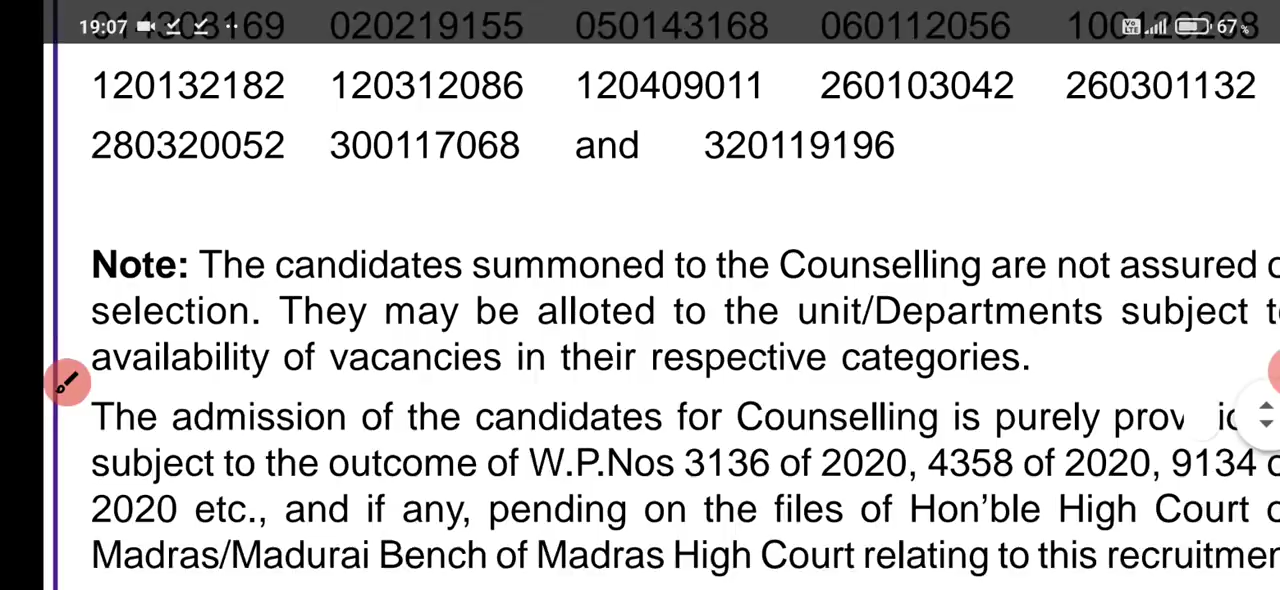 19:07 67%
020219155 050143168 060112056
120132182 120312086 120409011 260103042 260301132
280320052 300117068 and 320119196
Note: The candidates summoned to the Counselling are not assured
selection. They may be alloted to the unit/Departments subject
availability of vacancies in their respective categories.
The admission of the candidates for Counselling is purely
subject to the outcome of W.P.Nos 3136 of 2020, 4358 of 2020, 9134
2020 etc., and if any, pending on the files of Hon’ble High Court
Madras/Madurai Bench of Madras High Court relating to this